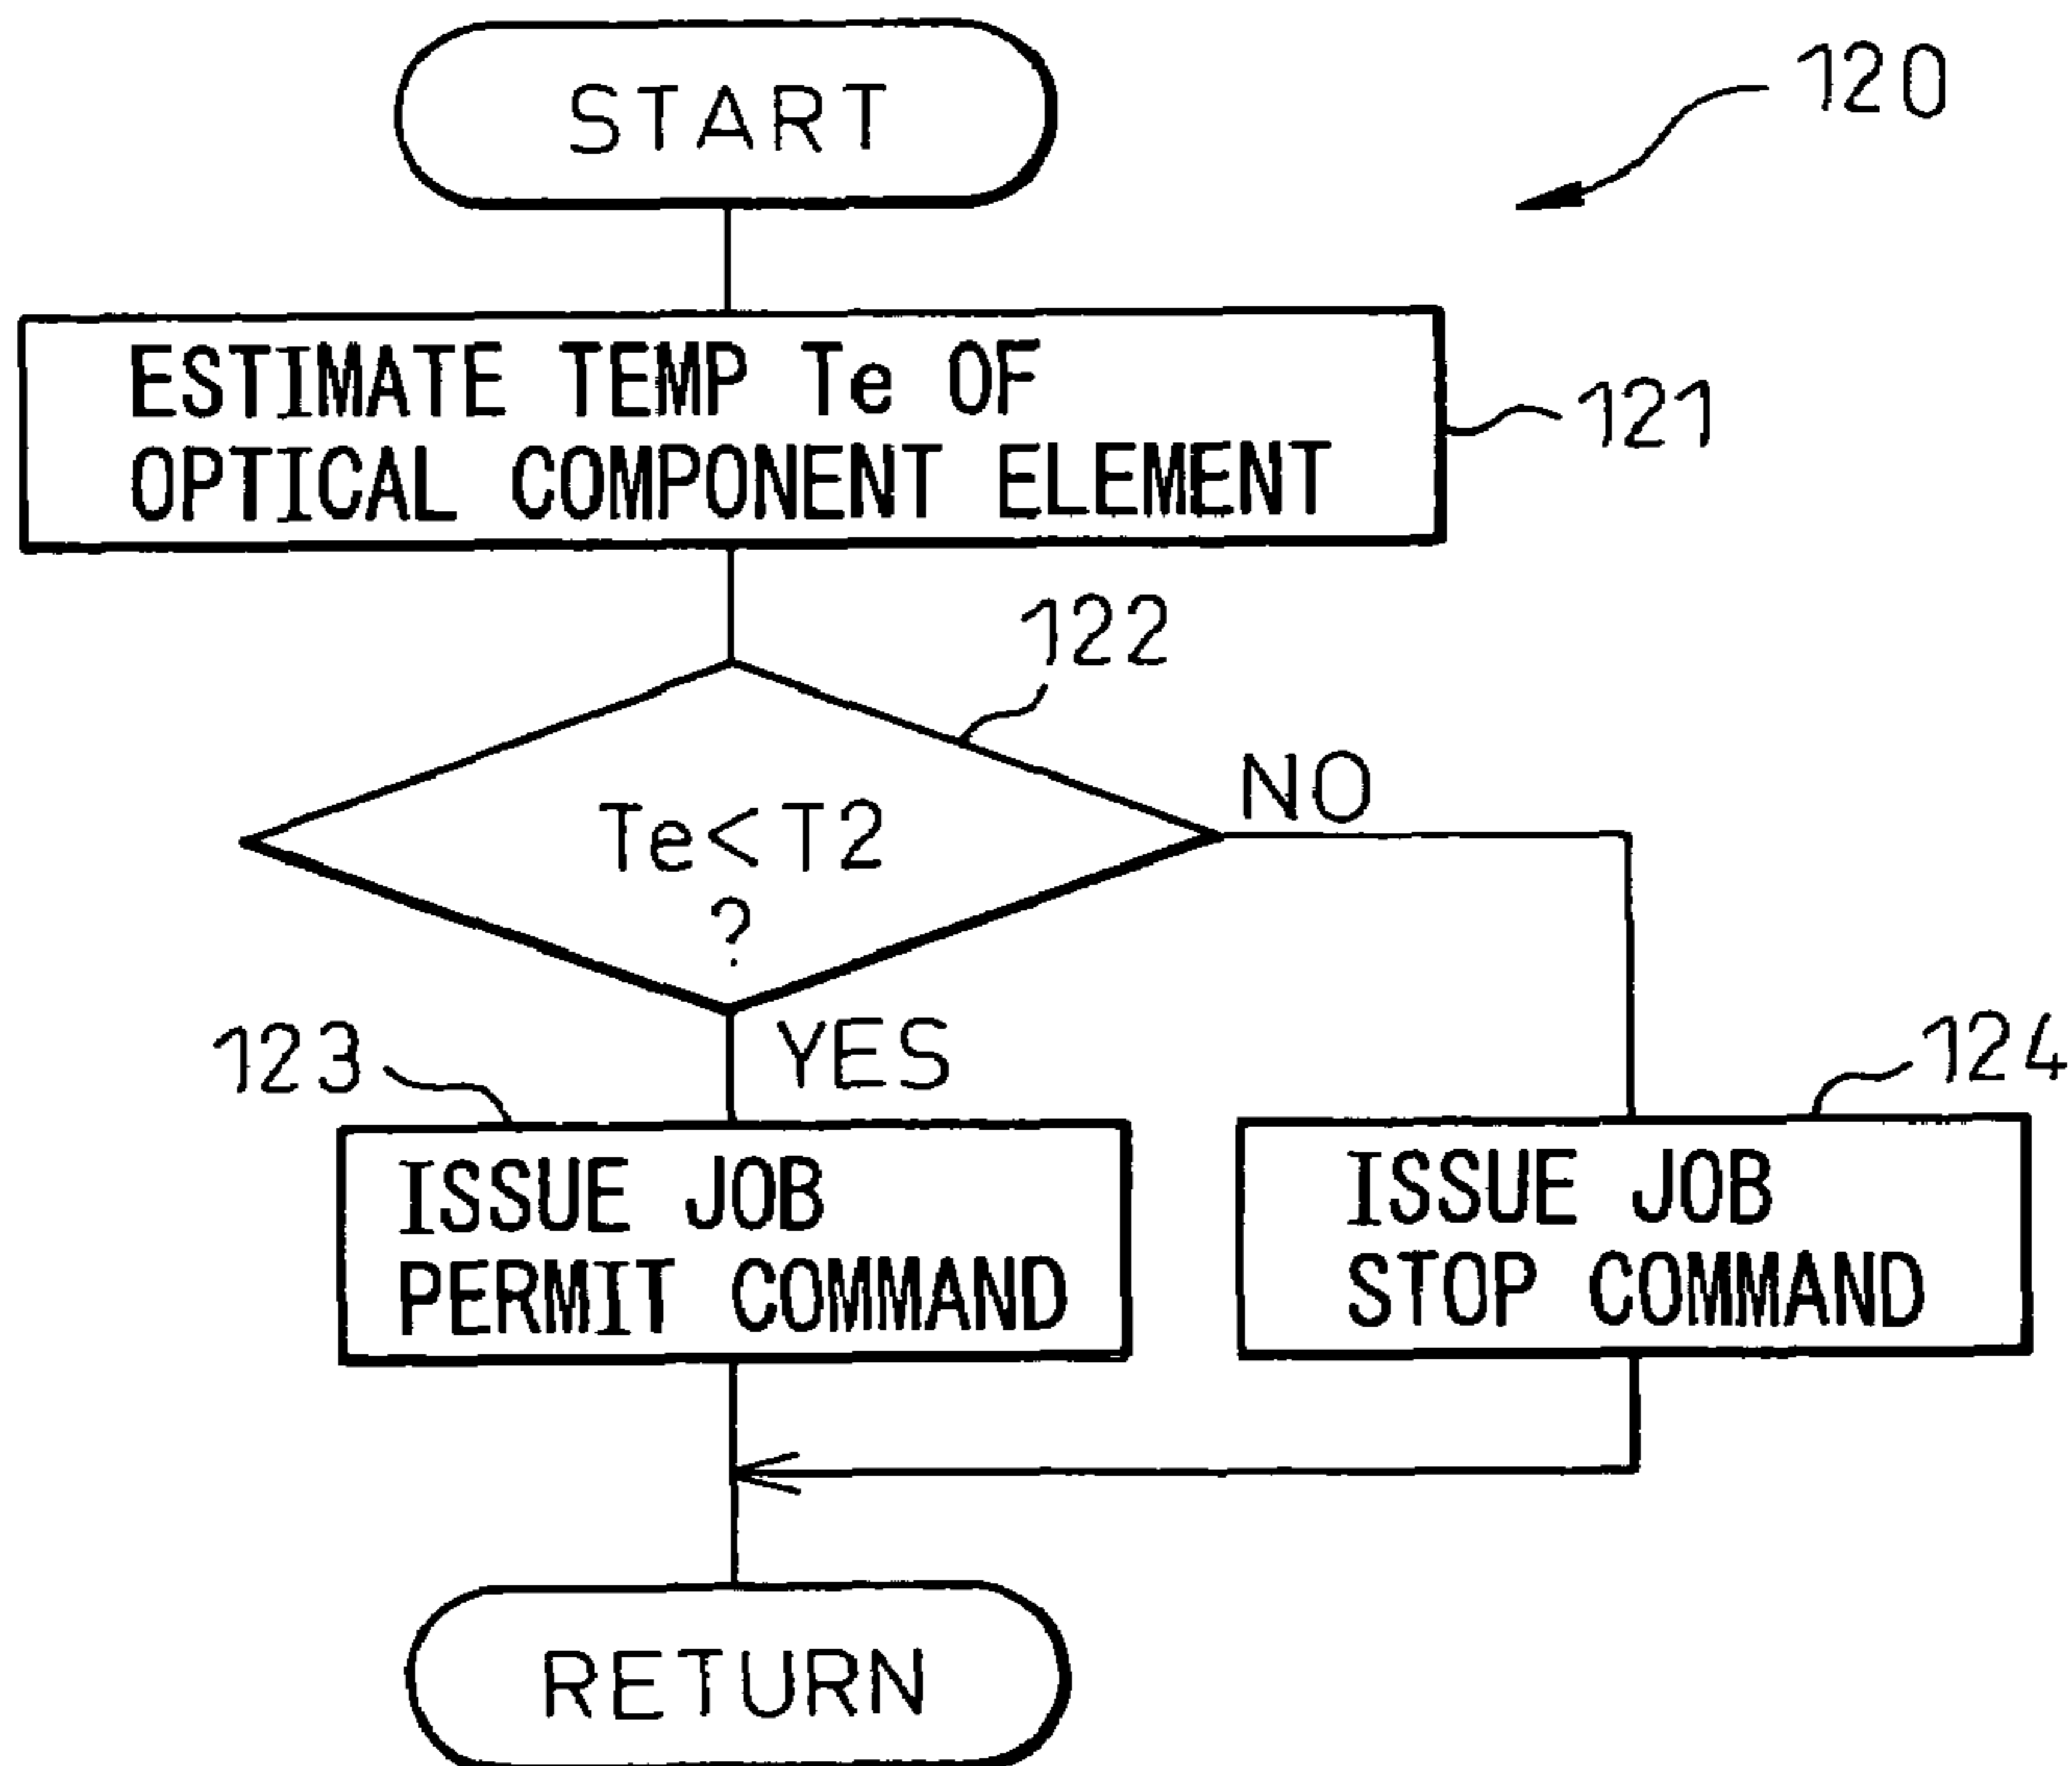 START
120
ESTIMATE TEMP Te OF
OPTICAL COMPONENT ELEMENT
121
122
Te<T2
?
NO
YES
123
ISSUE JOB
PERMIT COMMAND
124
ISSUE JOB
STOP COMMAND
RETURN